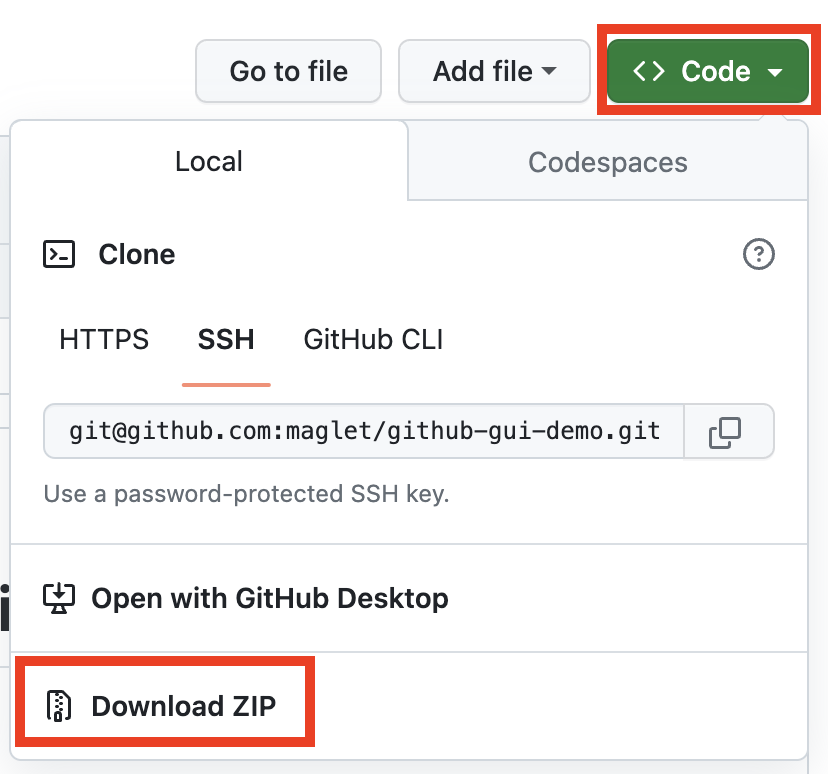 Go to file
Add file
Code
Local
Codespaces
Clone
HTTPS
SSH
GitHub CLI
git@github.com:maglet/github-gui-demo.git
Use a password-protected SSH key.
Open with GitHub Desktop
Download ZIP